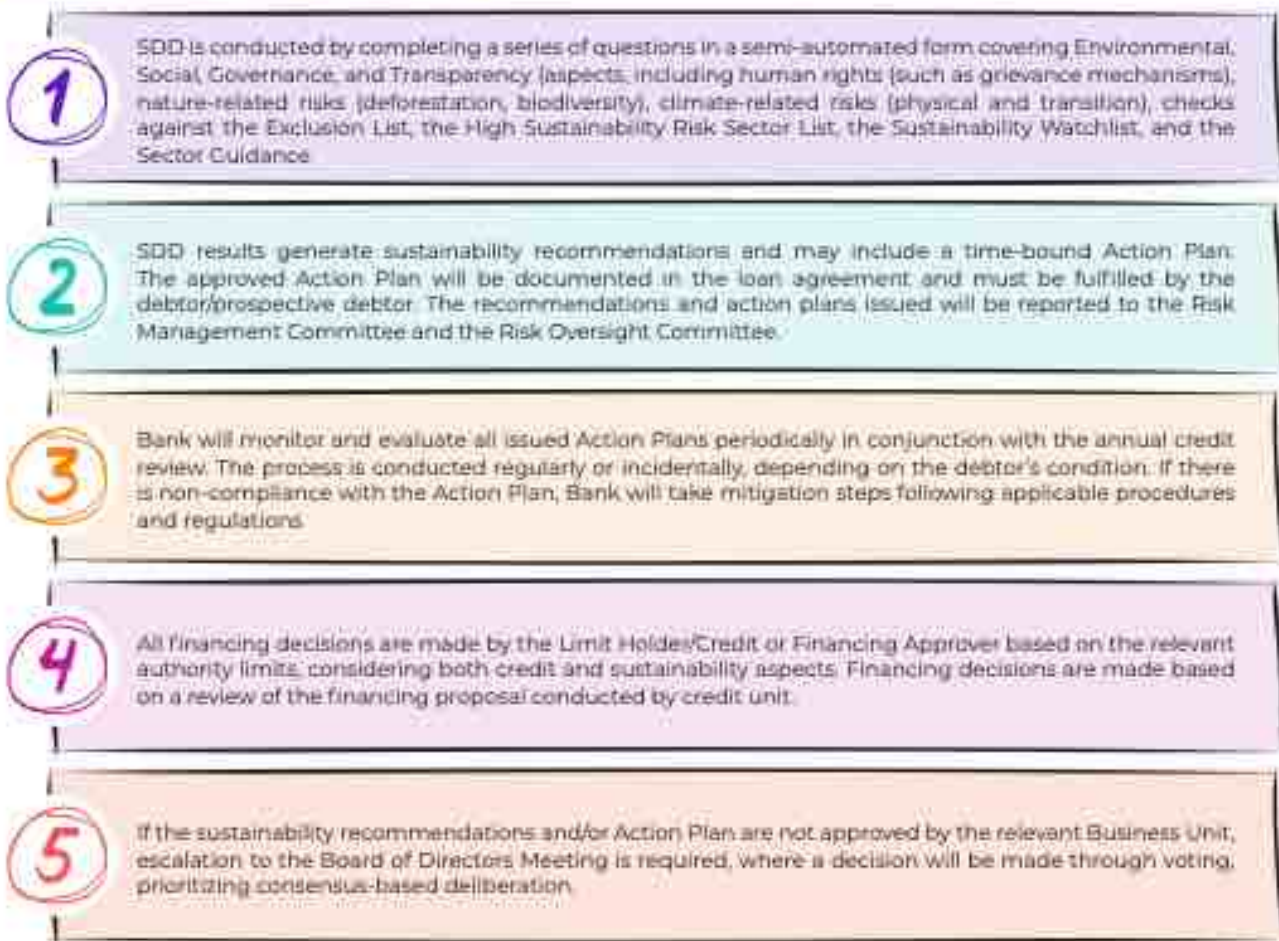 1
SDD is conducted by completing a series of questions in a semi-automated form covering Environmental,
Social, Governance, and Transparency (aspects, including human rights (such as grievance mechanisms),
nature-related risks (deforestation, biodiversity), climate-related risks (physical and transition), checks
against the Exclusion List, the High Sustainability Risk Sector List, the Sustainability Watchlist, and the
Sector Guidance.
2
SDD results generate sustainability recommendations and may include a time-bound Action Plan.
The approved Action Plan will be documented in the loan agreement and must be fulfilled by the
debtor/prospective debtor. The recommendations and action plans issued will be reported to the Risk
Management Committee and the Risk Oversight Committee.
3
Bank will monitor and evaluate all issued Action Plans periodically in conjunction with the annual credit
review. The process is conducted regularly or incidentally, depending on the debtor's condition. If there
is non-compliance with the Action Plan, Bank will take mitigation steps following applicable procedures
and regulations.
4
All financing decisions are made by the Limit Holder/Credit or Financing Approver based on the relevant
authority limits, considering both credit and sustainability aspects. Financing decisions are made based
on a review of the financing proposal conducted by credit unit.
5
If the sustainability recommendations and/or Action Plan are not approved by the relevant Business Unit,
escalation to the Board of Directors Meeting is required, where a decision will be made through voting,
prioritizing consensus-based deliberation.